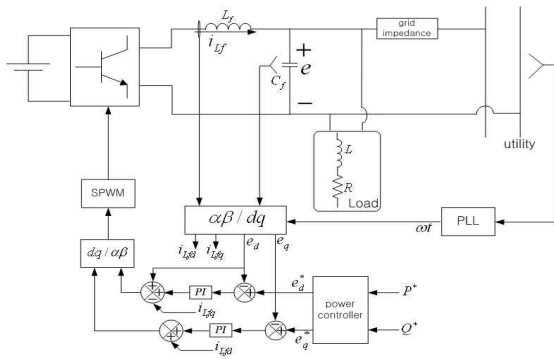 L_f
i_Lf
grid impedance
+
e
C_f
−
utility
L
R
Load
SPWM
αβ / dq
ωt
PLL
i_Lfd i_Lfq e_d e_q
dq / αβ
+
−
PI
+
−
e_d^*
i_Lfq
power controller
P^*
+
+
PI
+
−
e_q^*
Q^*
i_Lfd